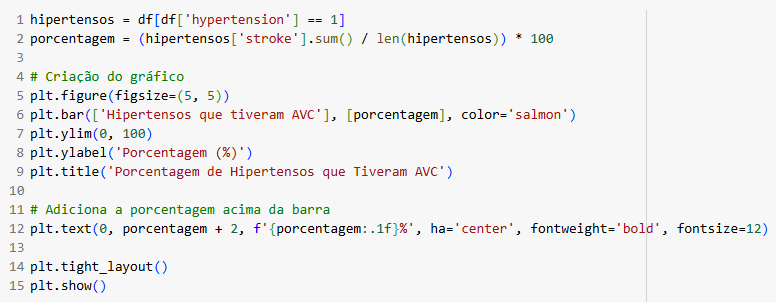 1 hipertensos = df[df['hypertension'] == 1]
2 porcentagem = (hipertensos['stroke'].sum() / len(hipertensos)) * 100
3
4 # Criação do gráfico
5 plt.figure(figsize=(5, 5))
6 plt.bar(['Hipertensos que tiveram AVC'], [porcentagem], color='salmon')
7 plt.ylim(0, 100)
8 plt.ylabel('Porcentagem (%)')
9 plt.title('Porcentagem de Hipertensos que Tiveram AVC')
10
11 # Adiciona a porcentagem acima da barra
12 plt.text(0, porcentagem + 2, f'{porcentagem:.1f}%', ha='center', fontweight='bold', fontsize=12)
13
14 plt.tight_layout()
15 plt.show()